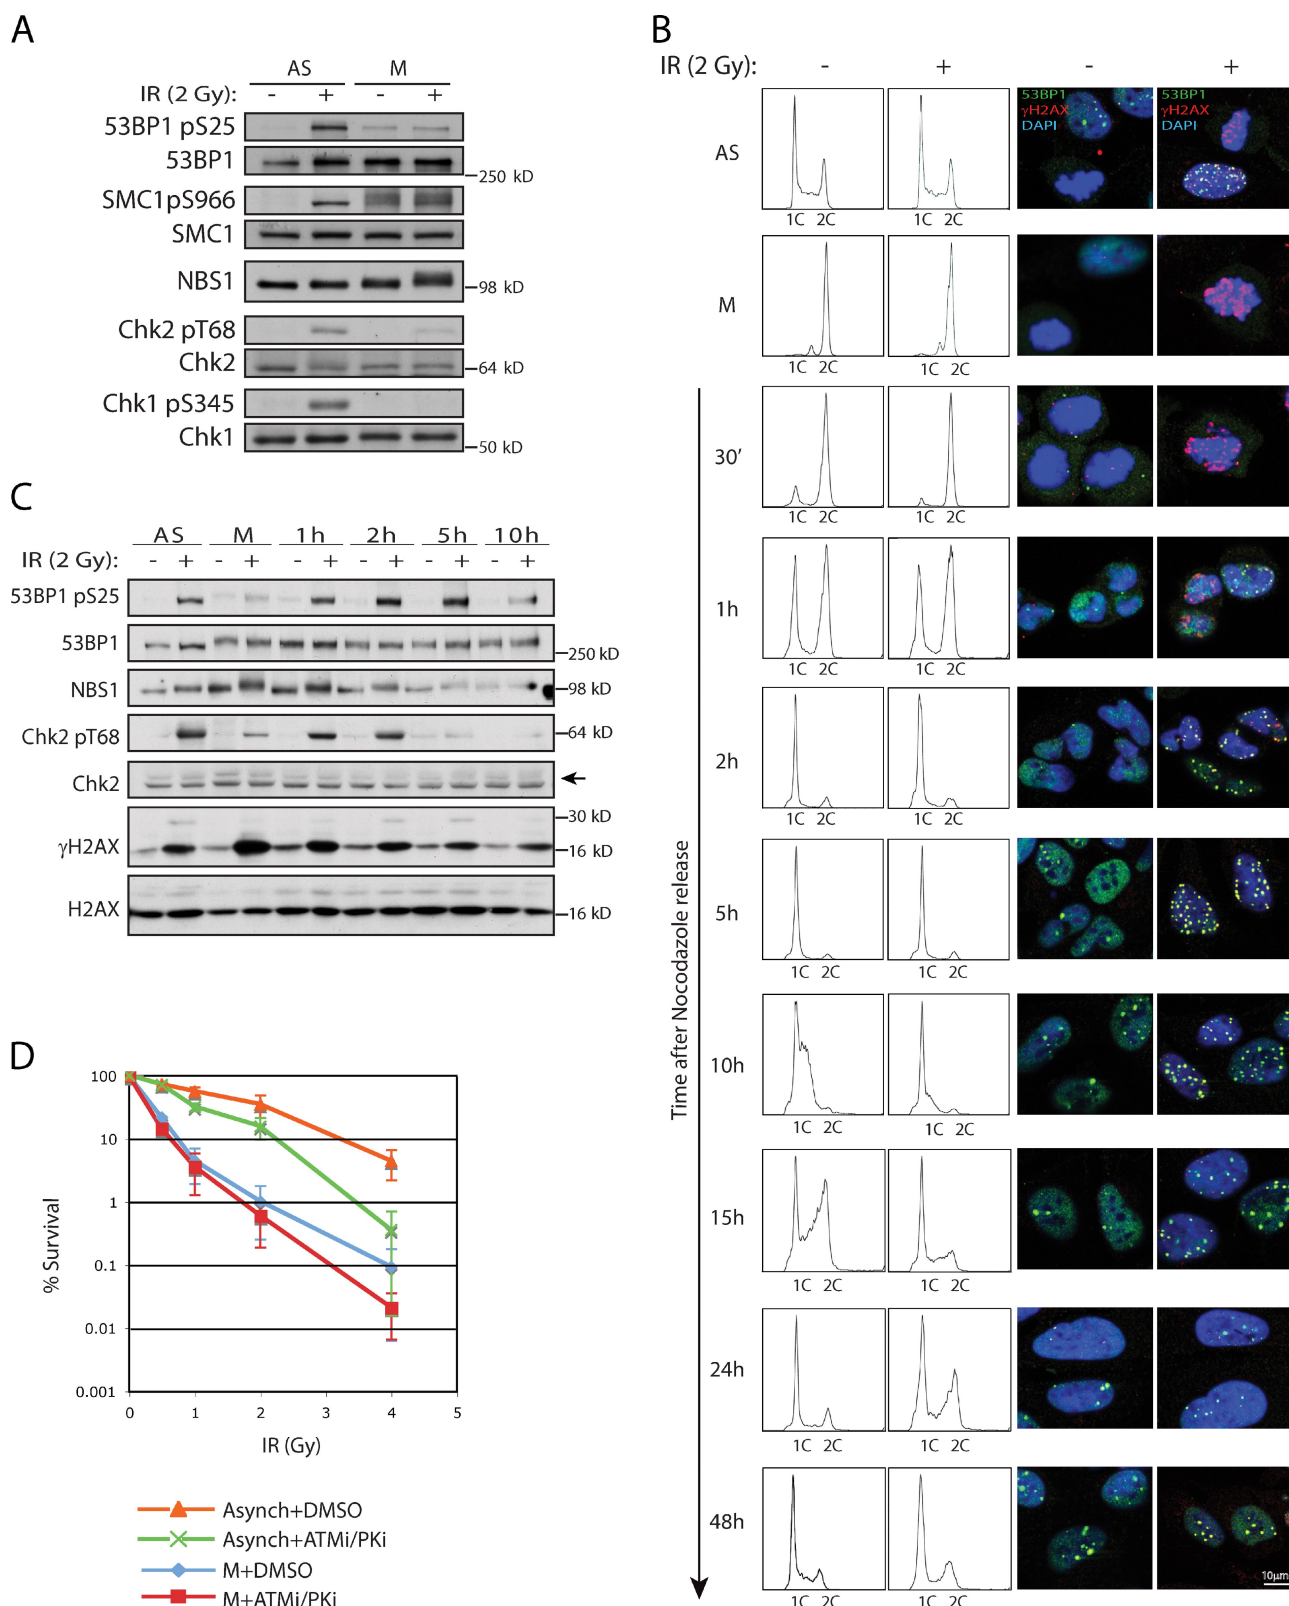 A
AS M
IR (2 Gy): - + - +
53BP1 pS25
53BP1
250 kD
SMC1pS966
SMC1
NBS1
98 kD
Chk2 pT68
Chk2
64 kD
Chk1 pS345
Chk1
50 kD
B
IR (2 Gy): - + - +
53BP1
γH2AX
DAPI
53BP1
γH2AX
DAPI
AS
1C 2C
1C 2C
M
1C 2C
1C 2C
Time after Nocodazole release
30'
1C 2C
1C 2C
1h
1C 2C
1C 2C
2h
1C 2C
1C 2C
5h
1C 2C
1C 2C
10h
1C 2C
1C 2C
15h
1C 2C
1C 2C
24h
1C 2C
1C 2C
48h
1C 2C
1C 2C
10μm
C
AS M 1h 2h 5h 10h
IR (2 Gy): - + - + - + - + - + - +
53BP1 pS25
53BP1
250 kD
NBS1
98 kD
Chk2 pT68
64 kD
Chk2
30 kD
γH2AX
16 kD
H2AX
16 kD
D
% Survival
100
10
1
0.1
0.01
0.001
0 1 2 3 4 5
IR (Gy)
Asynch+DMSO
Asynch+ATMi/PKi
M+DMSO
M+ATMi/PKi